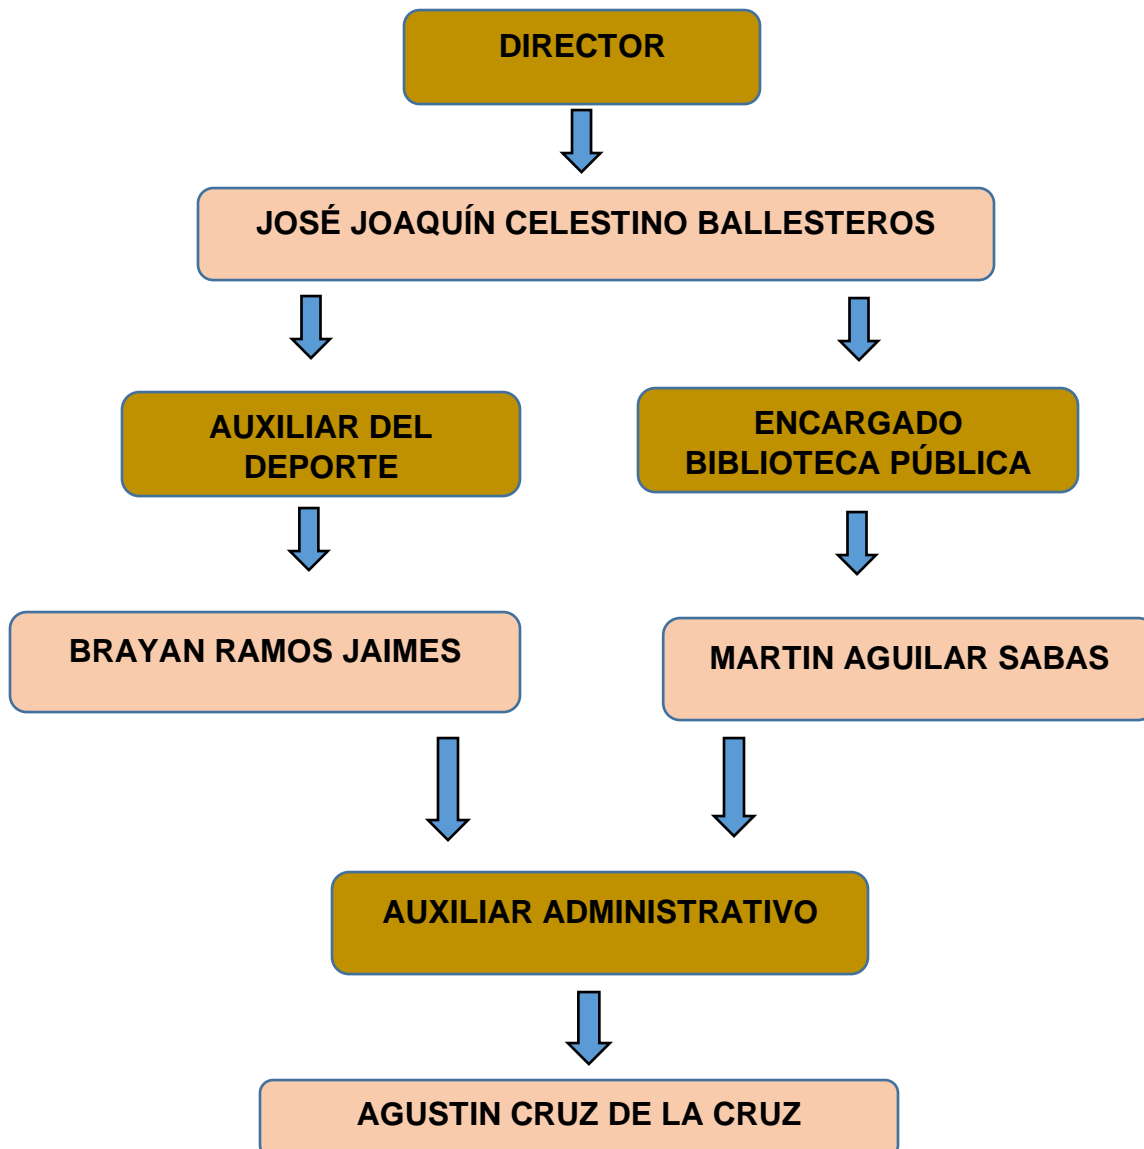 DIRECTOR
JOSÉ JOAQUÍN CELESTINO BALLESTEROS
AUXILIAR DEL
DEPORTE
ENCARGADO
BIBLIOTECA PÚBLICA
BRAYAN RAMOS JAIMES
MARTIN AGUILAR SABAS
AUXILIAR ADMINISTRATIVO
AGUSTIN CRUZ DE LA CRUZ